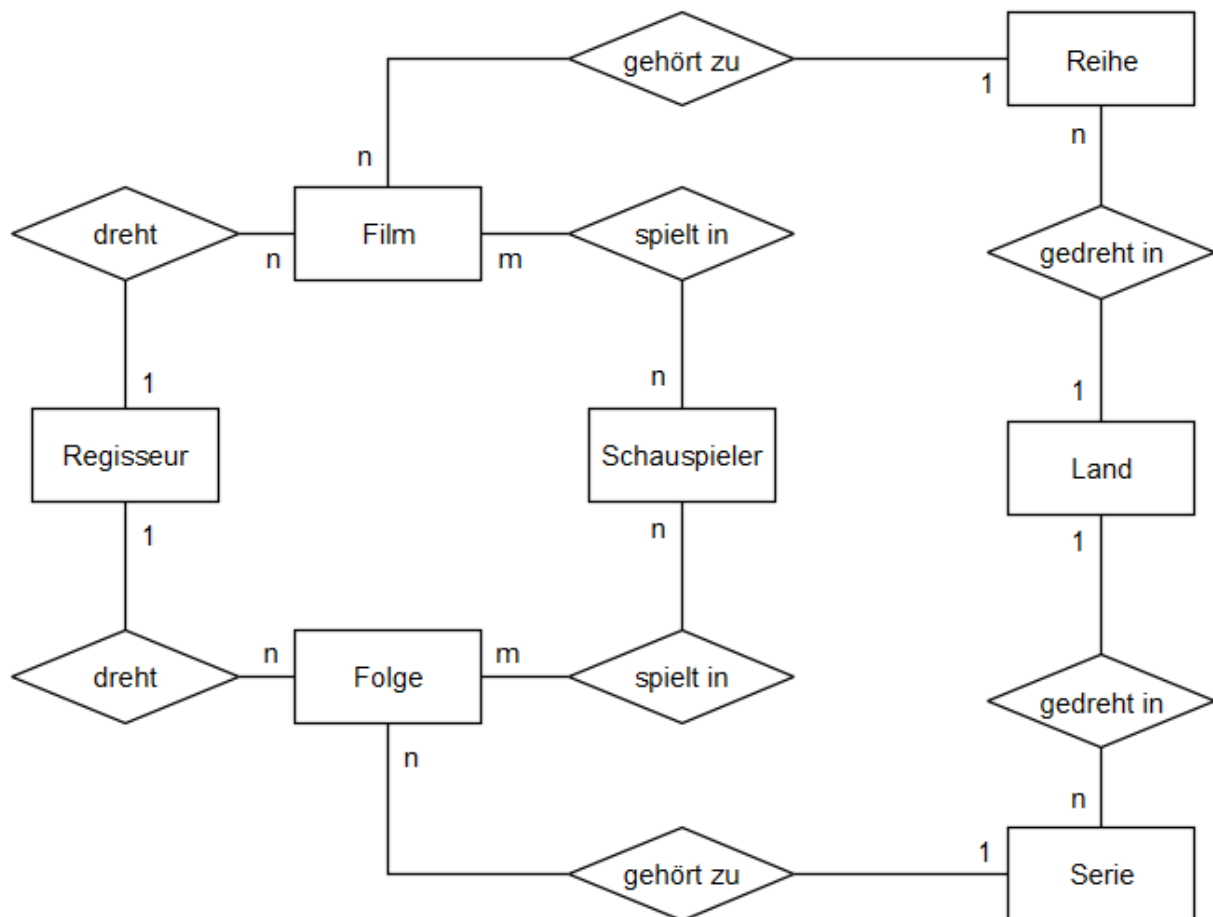 gehört zu
Reihe
1
n
n
dreht
Film
spielt in
gedreht in
n
m
1
n
1
Regisseur
Schauspieler
Land
1
n
1
dreht
n
Folge
m
spielt in
gedreht in
n
n
1
gehört zu
Serie